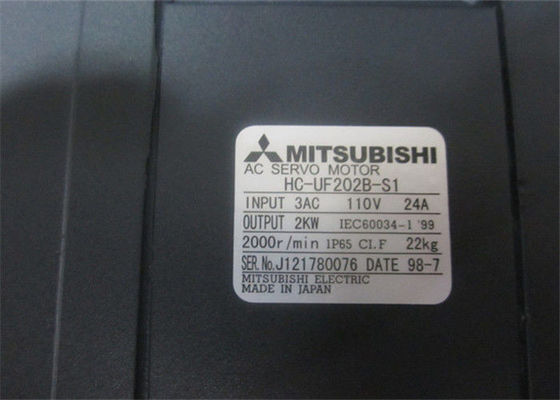 MITSUBISHI
AC SERVO MOTOR
HC-UF202B-S1
INPUT 3AC 110V 24A
OUTPUT 2KW IEC60034-1 '99
2000r/min IP65 CI.F 22kg
SER.No.J121780076 DATE 98-7
MITSUBISHI ELECTRIC
MADE IN JAPAN